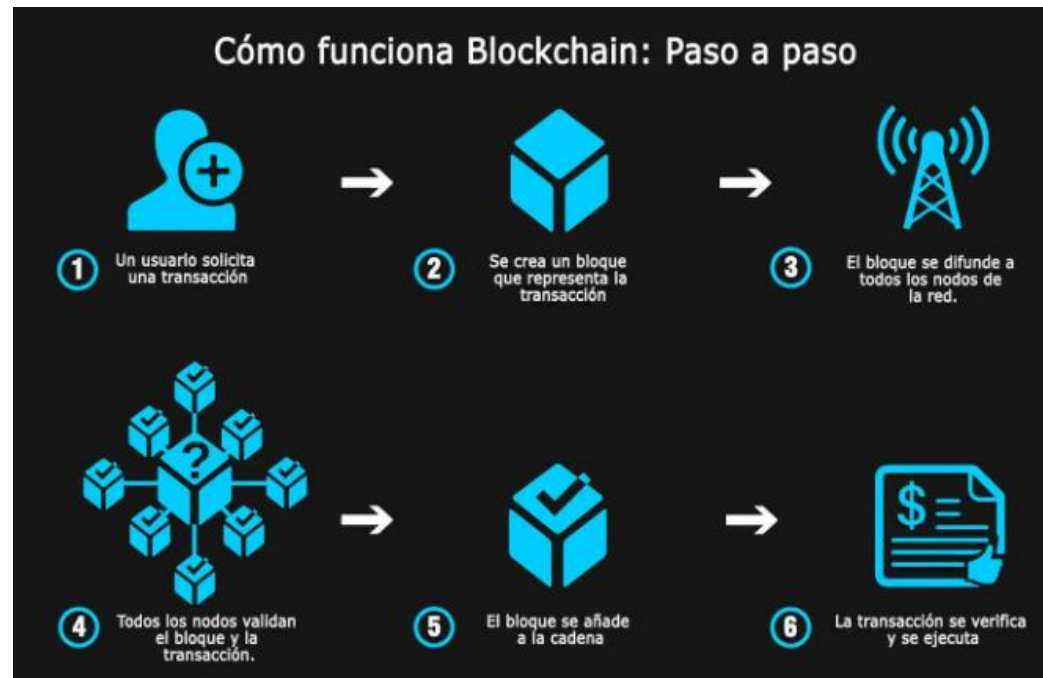 Cómo funciona Blockchain: Paso a paso
1
Un usuario solicita
una transacción
2
Se crea un bloque
que representa la
transacción
3
El bloque se difunde a
todos los nodos de
la red.
?
4
Todos los nodos validan
el bloque y la
transacción.
5
El bloque se añade
a la cadena
$
6
La transacción se verifica
y se ejecuta